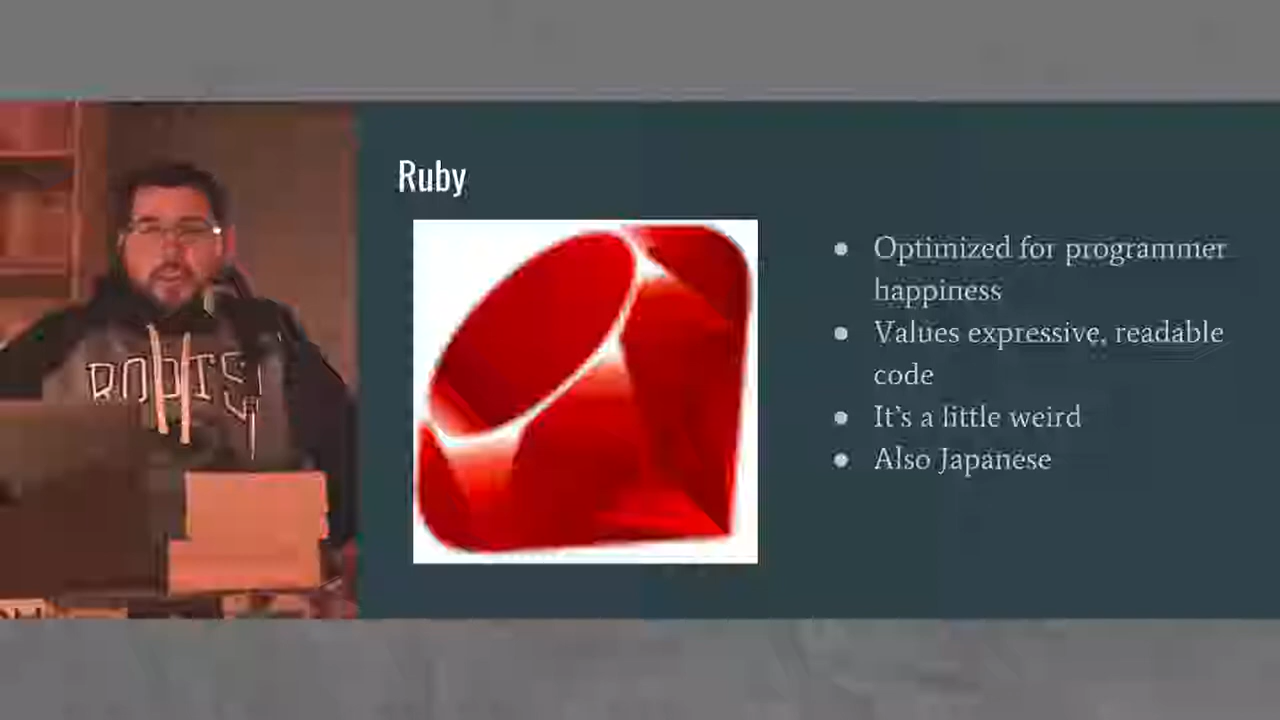 Ruby
Optimized for programmer
happiness
Values expressive, readable
code
It's a little weird
Also Japanese